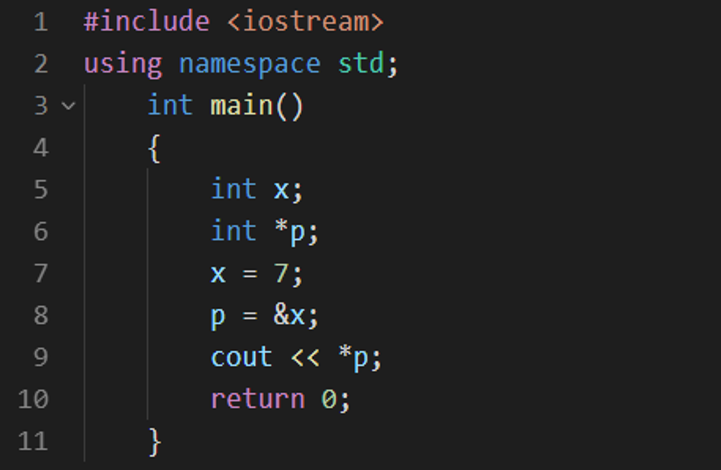 1 #include <iostream>
2 using namespace std;
3 int main()
4 {
5 int x;
6 int *p;
7 x = 7;
8 p = &x;
9 cout << *p;
10 return 0;
11 }